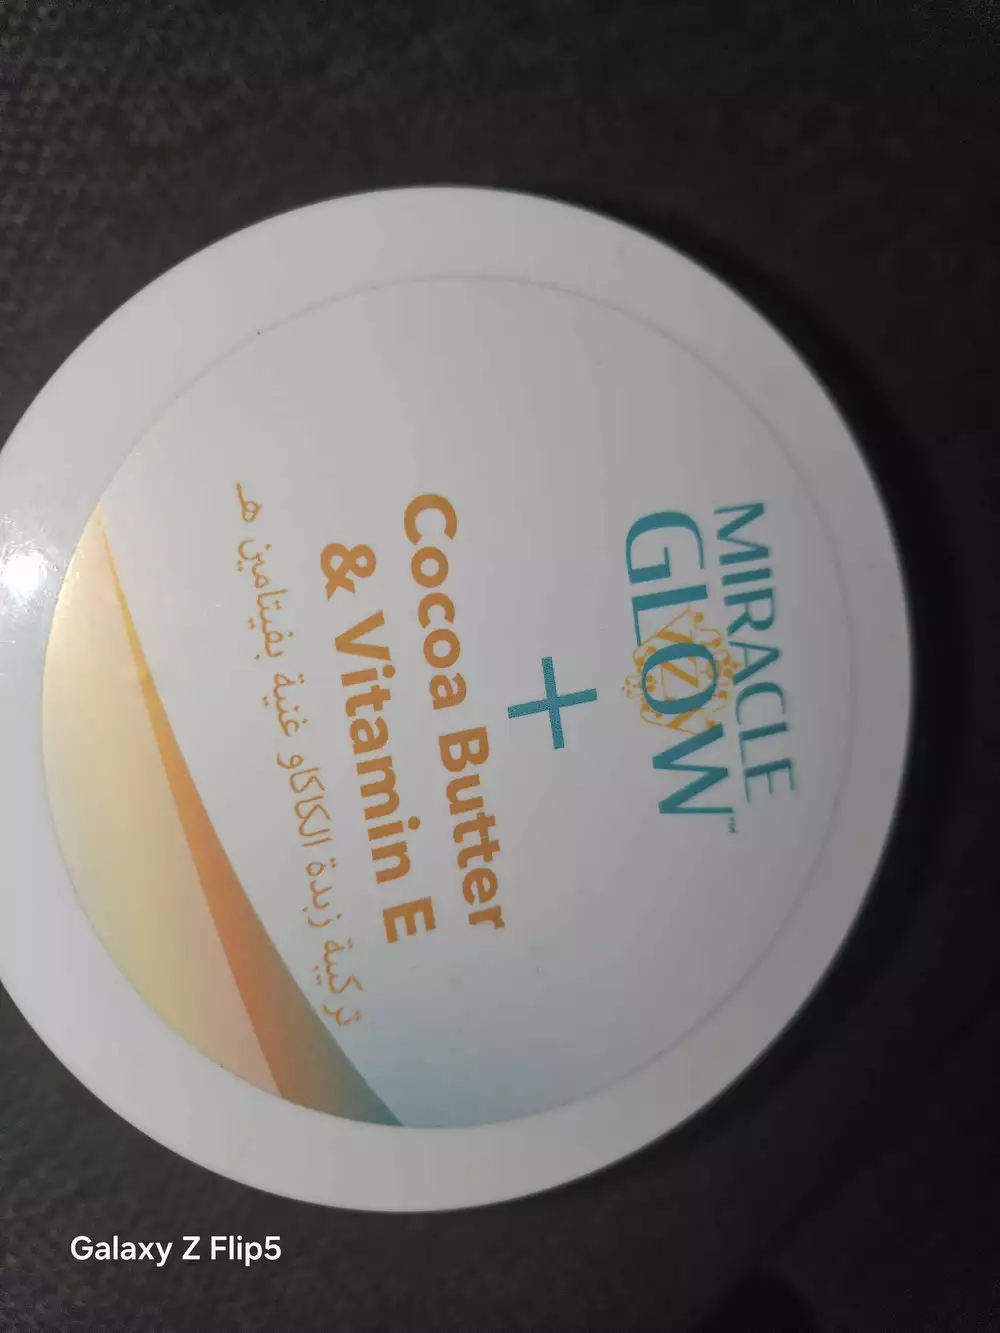 MIRACLE
GLOW™
+
Cocoa Butter
& Vitamin E
تركيبة زبدة الكاكاو غنية بفيتامين هـ
Galaxy Z Flip5